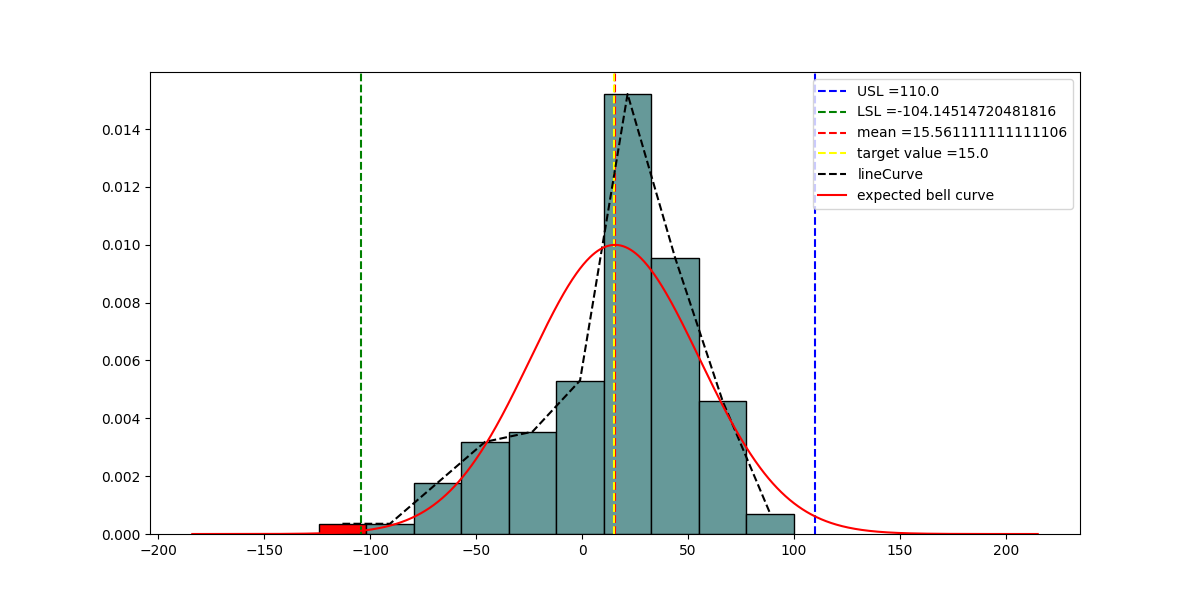 0.014
0.012
0.010
0.008
0.006
0.004
0.002
0.000
−200
−150
−100
−50
0
50
100
150
200
USL =110.0
LSL =-104.14514720481816
mean =15.561111111111106
target value =15.0
lineCurve
expected bell curve